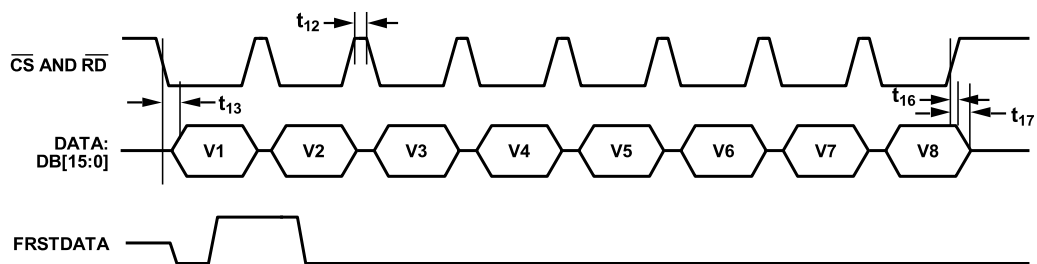 t12
CS AND RD
t13
t16
t17
DATA:
DB[15:0]
V1 V2 V3 V4 V5 V6 V7 V8
FRSTDATA